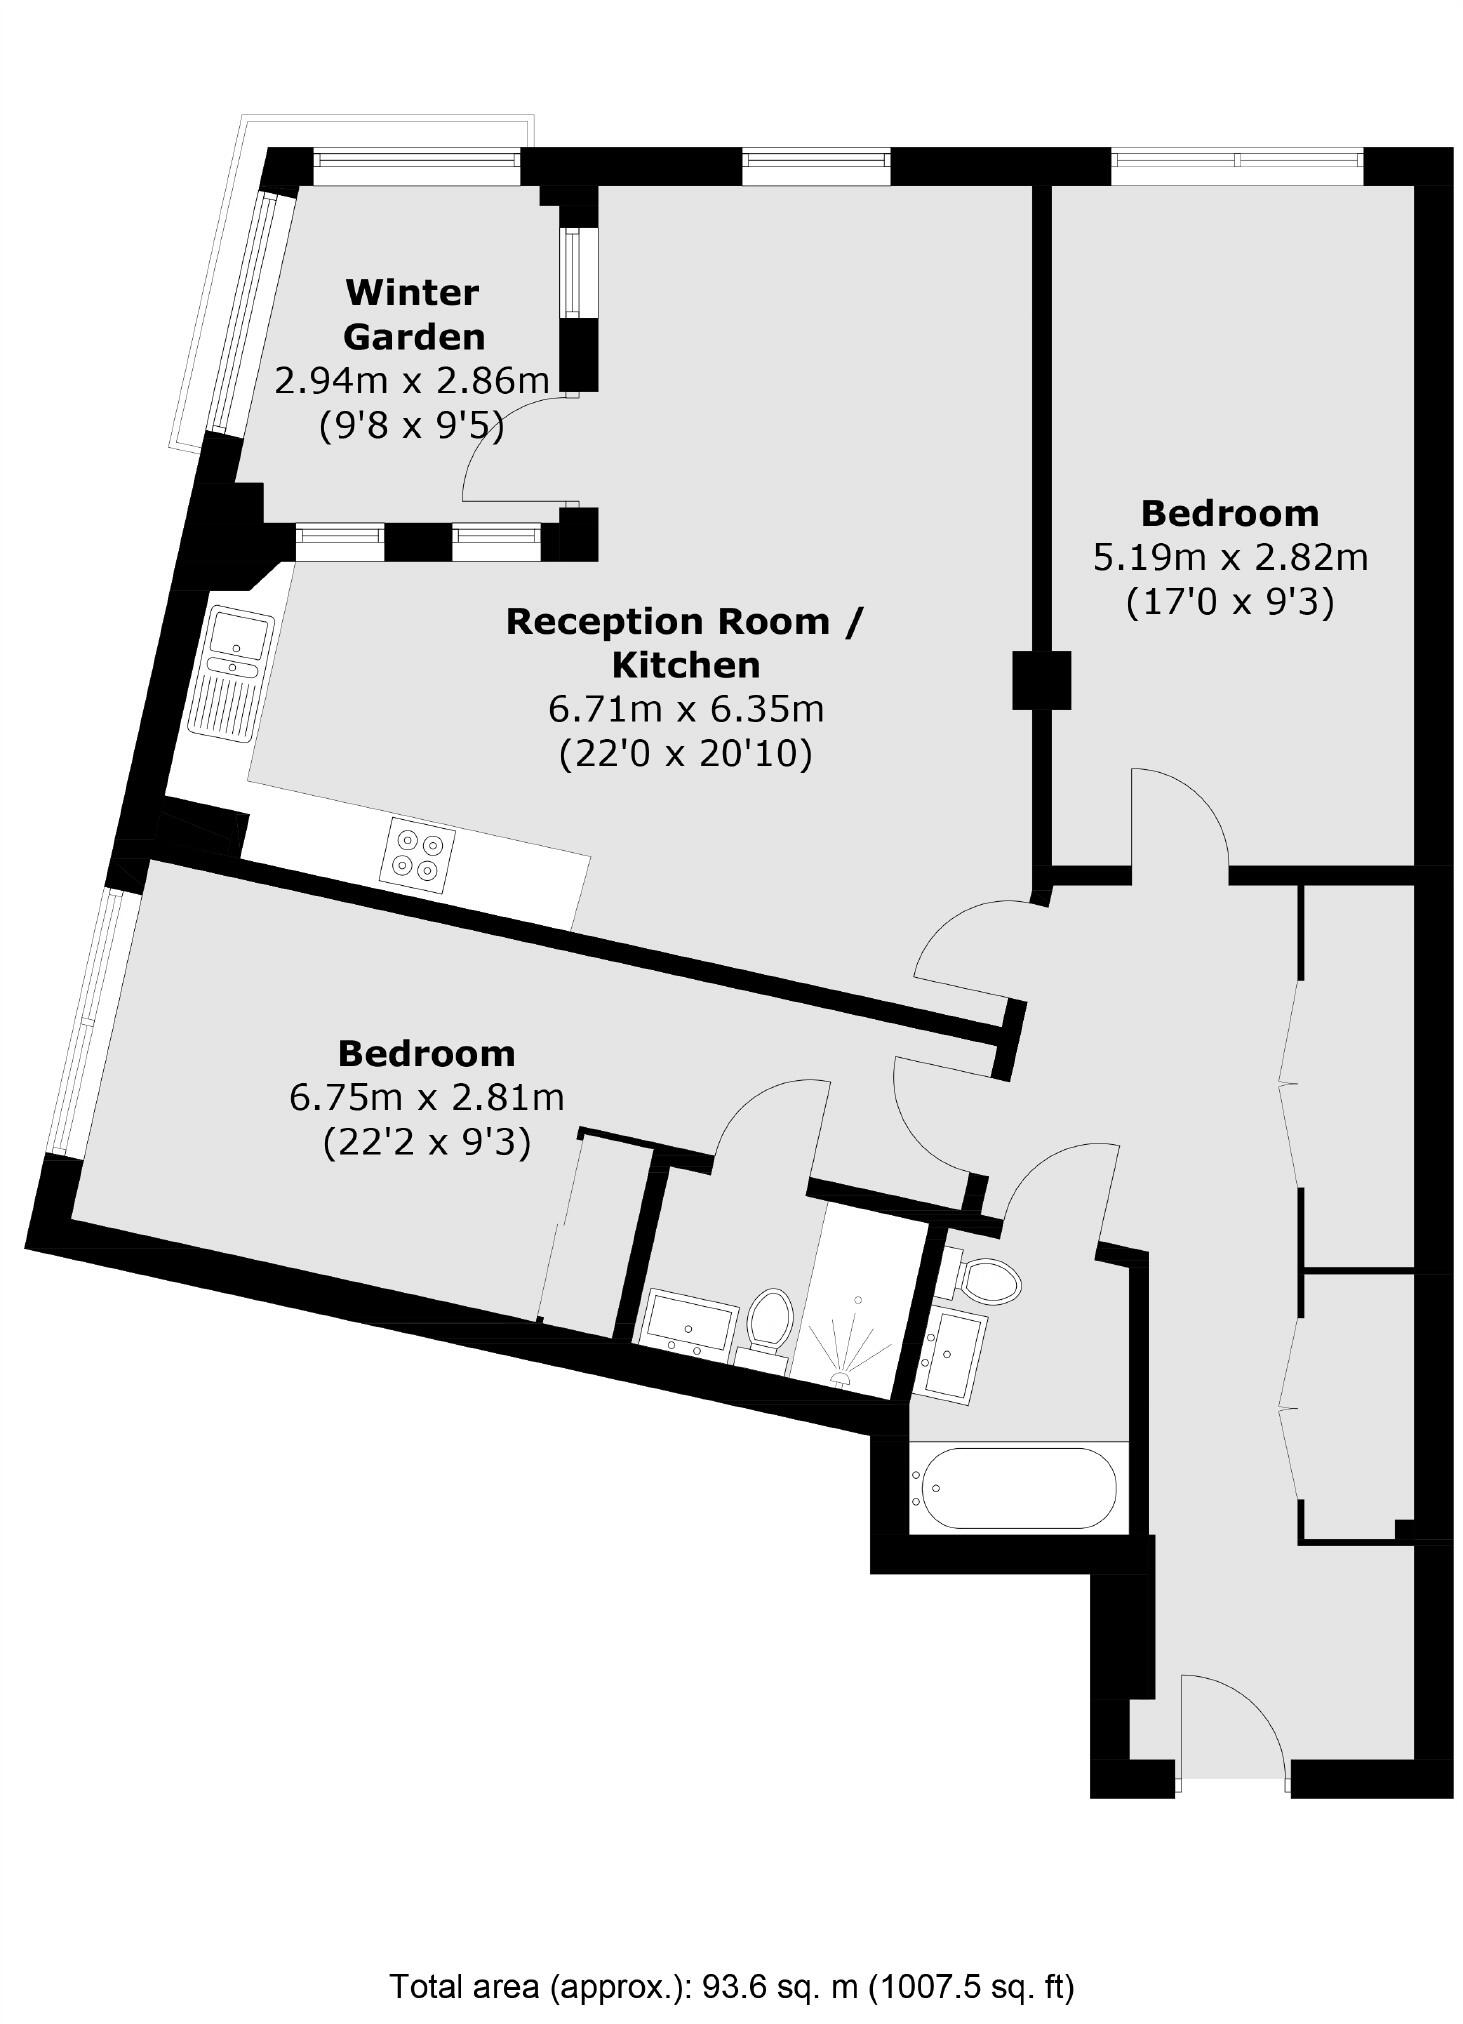 Winter
Garden
2.94m x 2.86m
(9'8 x 9'5)
Bedroom
5.19m x 2.82m
(17'0 x 9'3)
Reception Room /
Kitchen
6.71m x 6.35m
(22'0 x 20'10)
Bedroom
6.75m x 2.81m
(22'2 x 9'3)
Total area (approx.): 93.6 sq. m (1007.5 sq. ft)